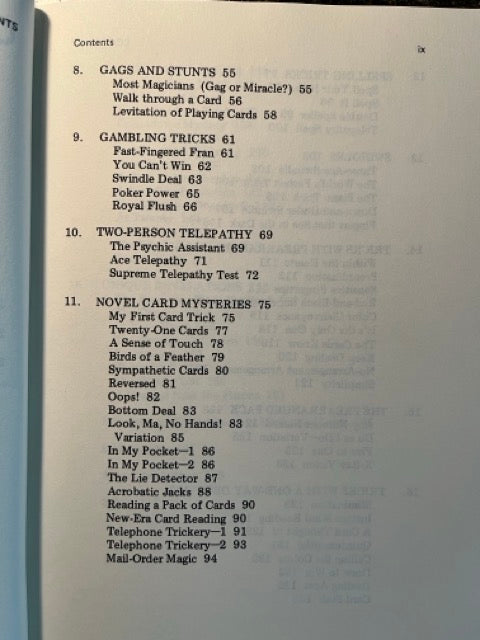 NTS
Contents ix
8. GAGS AND STUNTS 55
Most Magicians (Gag or Miracle?) 55
Walk through a Card 56
Levitation of Playing Cards 58
9. GAMBLING TRICKS 61
Fast-Fingered Fran 61
You Can't Win 62
Swindle Deal 63
Poker Power 65
Royal Flush 66
10. TWO-PERSON TELEPATHY 69
The Psychic Assistant 69
Ace Telepathy 71
Supreme Telepathy Test 72
11. NOVEL CARD MYSTERIES 75
My First Card Trick 75
Twenty-One Cards 77
A Sense of Touch 78
Birds of a Feather 79
Sympathetic Cards 80
Reversed 81
Oops! 82
Bottom Deal 83
Look, Ma, No Hands! 83
Variation 85
In My Pocket—1 86
In My Pocket—2 86
The Lie Detector 87
Acrobatic Jacks 88
Reading a Pack of Cards 90
New-Era Card Reading 90
Telephone Trickery—1 91
Telephone Trickery—2 93
Mail-Order Magic 94